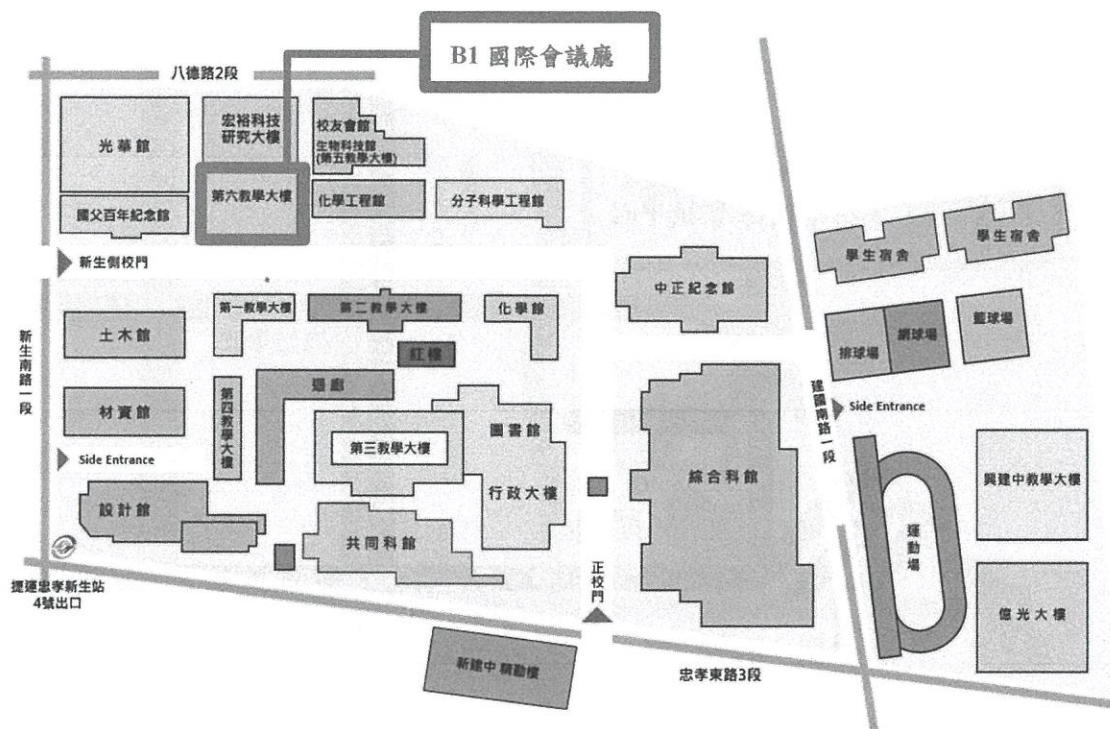 B1 國際會議廳
八德路2段
光華館
宏裕科技
研究大樓
校友會館
生物科技館
(第五教學大樓)
國父百年紀念館
第六教學大樓
化學工程館
分子科學工程館
新生側校門
中正紀念館
學生宿舍
學生宿舍
第一教學大樓
第二教學大樓
化學館
土木館
紅樓
排球場
網球場
籃球場
新生南路一段
材資館
第四教學大樓
迴廊
第三教學大樓
圖書館
行政大樓
綜合科館
建國南路一段
Side Entrance
Side Entrance
設計館
共同科館
正校門
運動場
興建中教學大樓
億光大樓
捷運忠孝新生站
4號出口
新建中精勤樓
忠孝東路3段